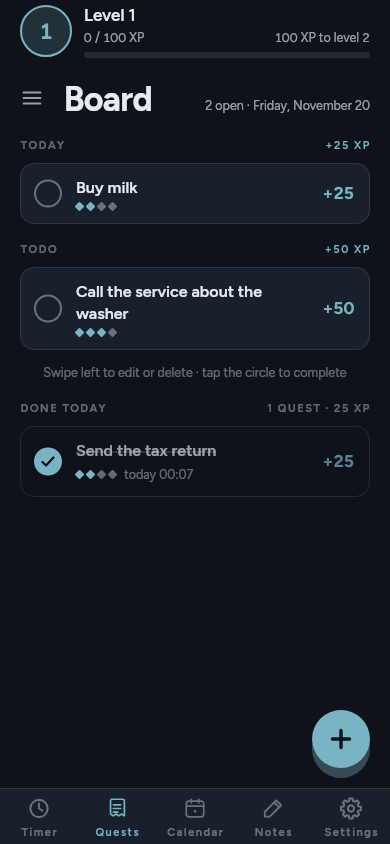 1
Level 1
0 / 100 XP
100 XP to level 2
Board
2 open · Friday, November 20
TODAY
+25 XP
Buy milk
+25
TODO
+50 XP
Call the service about the
washer
+50
Swipe left to edit or delete · tap the circle to complete
DONE TODAY
1 QUEST · 25 XP
Send the tax return
today 00:07
+25
Timer
Quests
Calendar
Notes
Settings